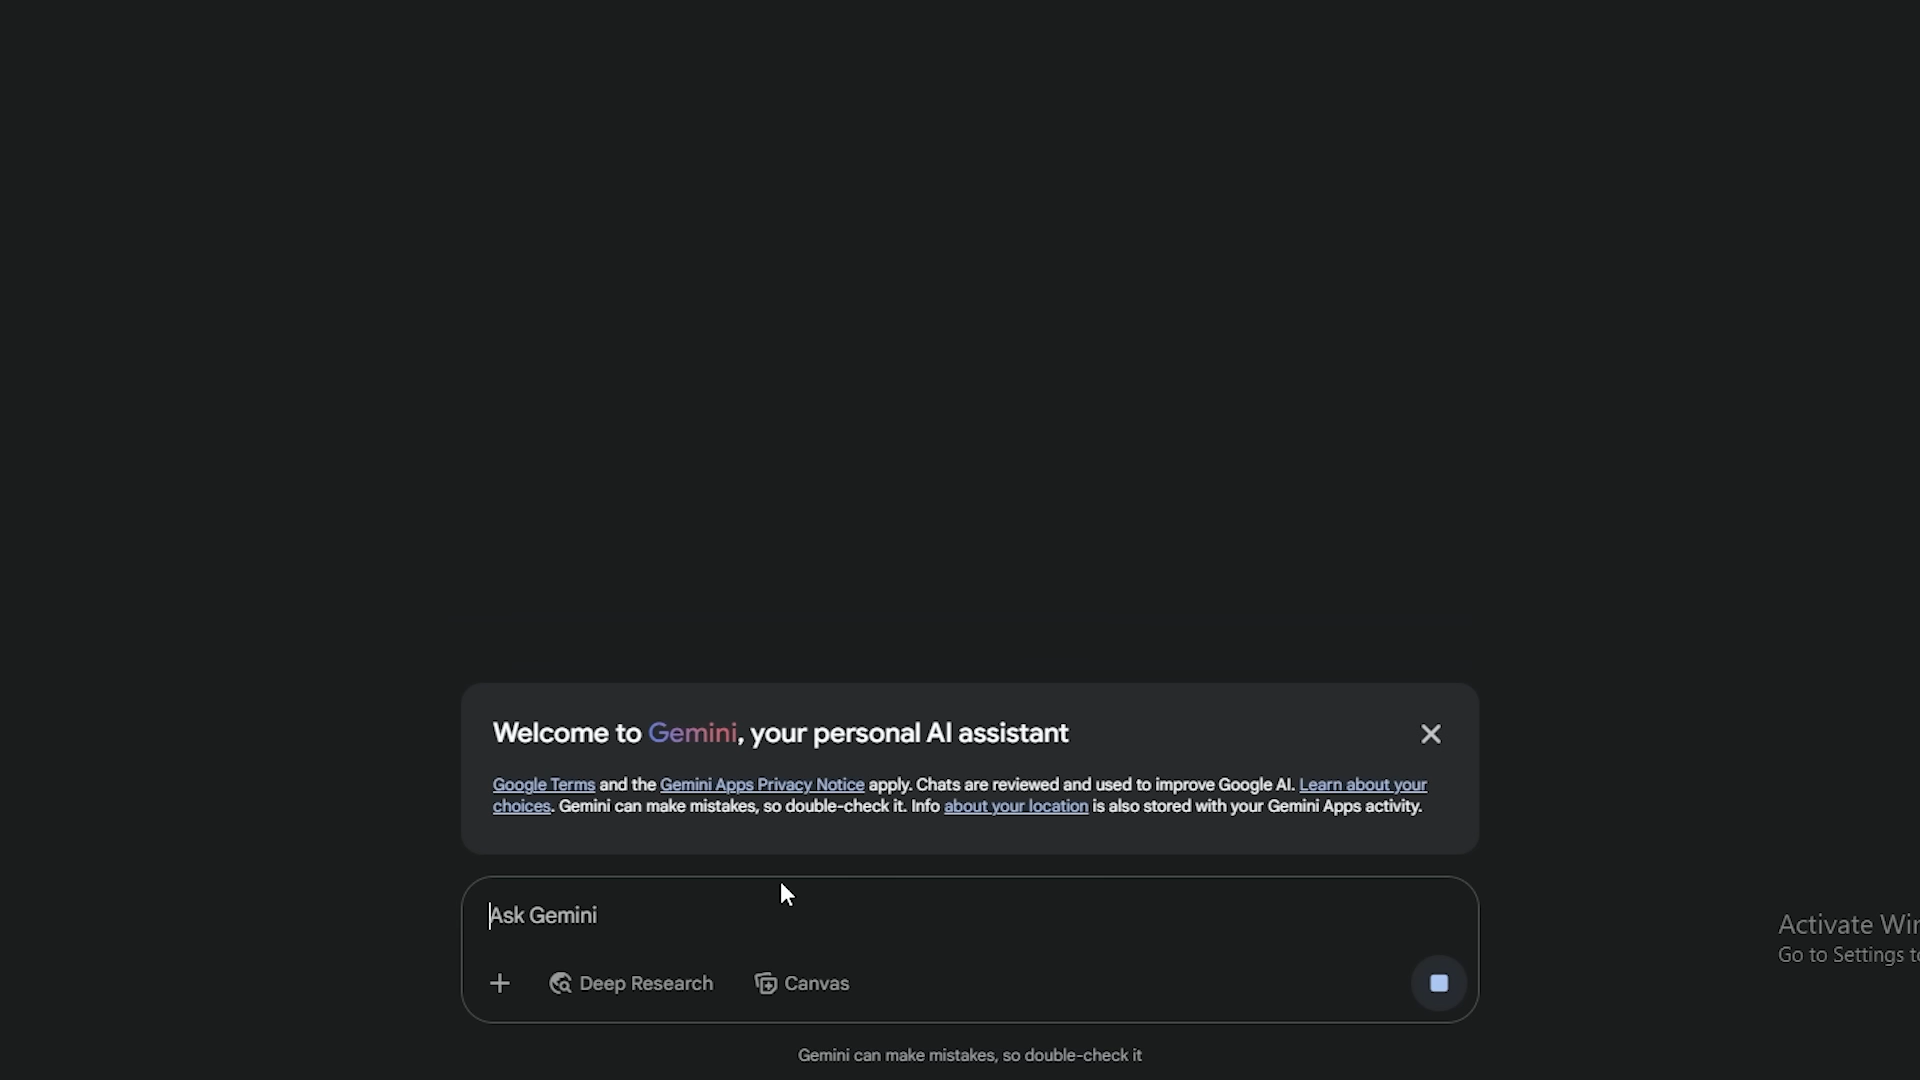 Welcome to Gemini, your personal AI assistant
Google Terms and the Gemini Apps Privacy Notice apply. Chats are reviewed and used to improve Google AI. Learn about your
choices. Gemini can make mistakes, so double-check it. Info about your location is also stored with your Gemini Apps activity.
Ask Gemini
Deep Research
Canvas
Activate Win
Go to Settings to
Gemini can make mistakes, so double-check it